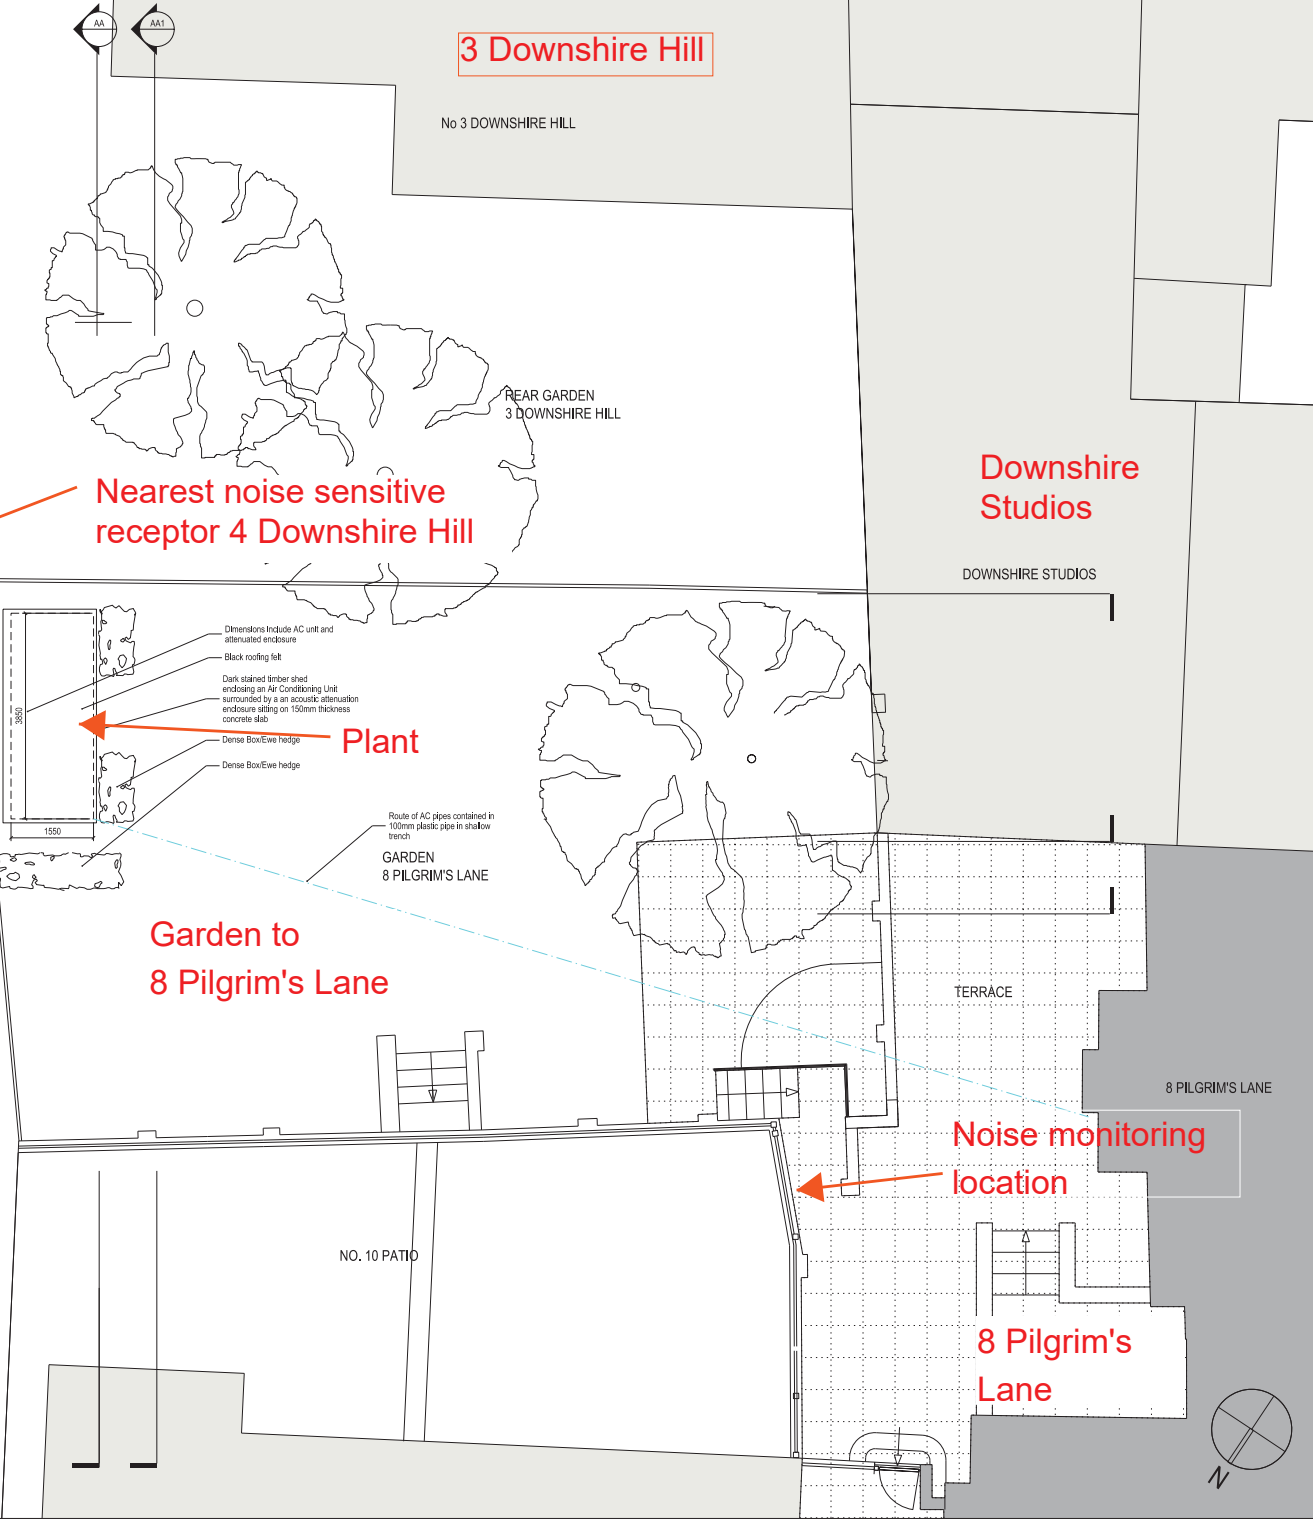 AA
AA1
3 Downshire Hill
No 3 DOWNSHIRE HILL
REAR GARDEN
3 DOWNSHIRE HILL
Nearest noise sensitive
receptor 4 Downshire Hill
Downshire
Studios
DOWNSHIRE STUDIOS
Dimensions Include AC unit and
attenuated enclosure
Black roofing felt
Dark stained timber shed
enclosing an Air Conditioning Unit
surrounded by a an acoustic attenuation
enclosure sitting on 150mm thickness
concrete slab
3850
Plant
Dense Box/Ewe hedge
Dense Box/Ewe hedge
1550
Route of AC pipes contained in
100mm plastic pipe in shallow
trench
GARDEN
8 PILGRIM'S LANE
Garden to
8 Pilgrim's Lane
TERRACE
8 PILGRIM'S LANE
Noise monitoring
location
NO. 10 PATIO
8 Pilgrim's
Lane
N